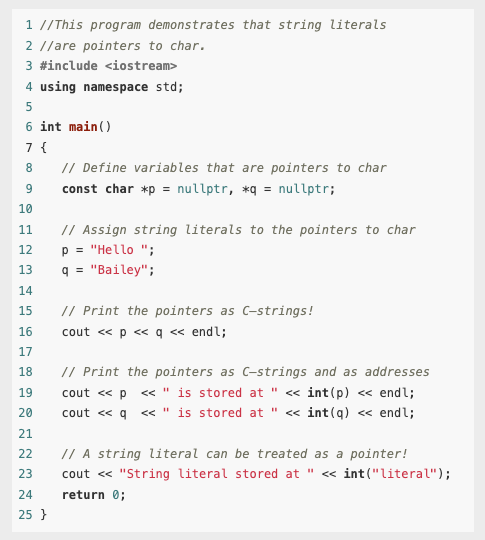 1 //This program demonstrates that string literals
2 //are pointers to char.
3 #include <iostream>
4 using namespace std;
5
6 int main()
7 {
8    // Define variables that are pointers to char
9    const char *p = nullptr, *q = nullptr;
10
11    // Assign string literals to the pointers to char
12    p = "Hello ";
13    q = "Bailey";
14
15    // Print the pointers as C–strings!
16    cout << p << q << endl;
17
18    // Print the pointers as C–strings and as addresses
19    cout << p  << " is stored at " << int(p) << endl;
20    cout << q  << " is stored at " << int(q) << endl;
21
22    // A string literal can be treated as a pointer!
23    cout << "String literal stored at " << int("literal");
24    return 0;
25 }